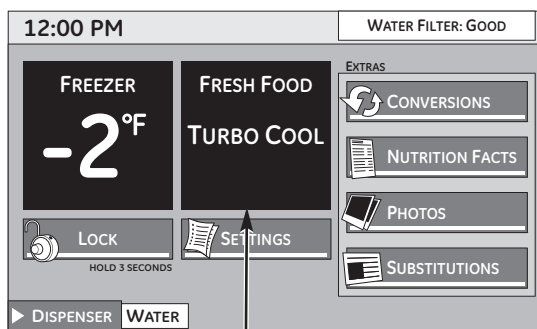 12:00 PM
WATER FILTER: GOOD
FREEZER
-2°F
FRESH FOOD
TURBO COOL
EXTRAS
CONVERSIONS
NUTRITION FACTS
PHOTOS
SUBSTITUTIONS
LOCK
HOLD 3 SECONDS
SETTINGS
DISPENSER WATER